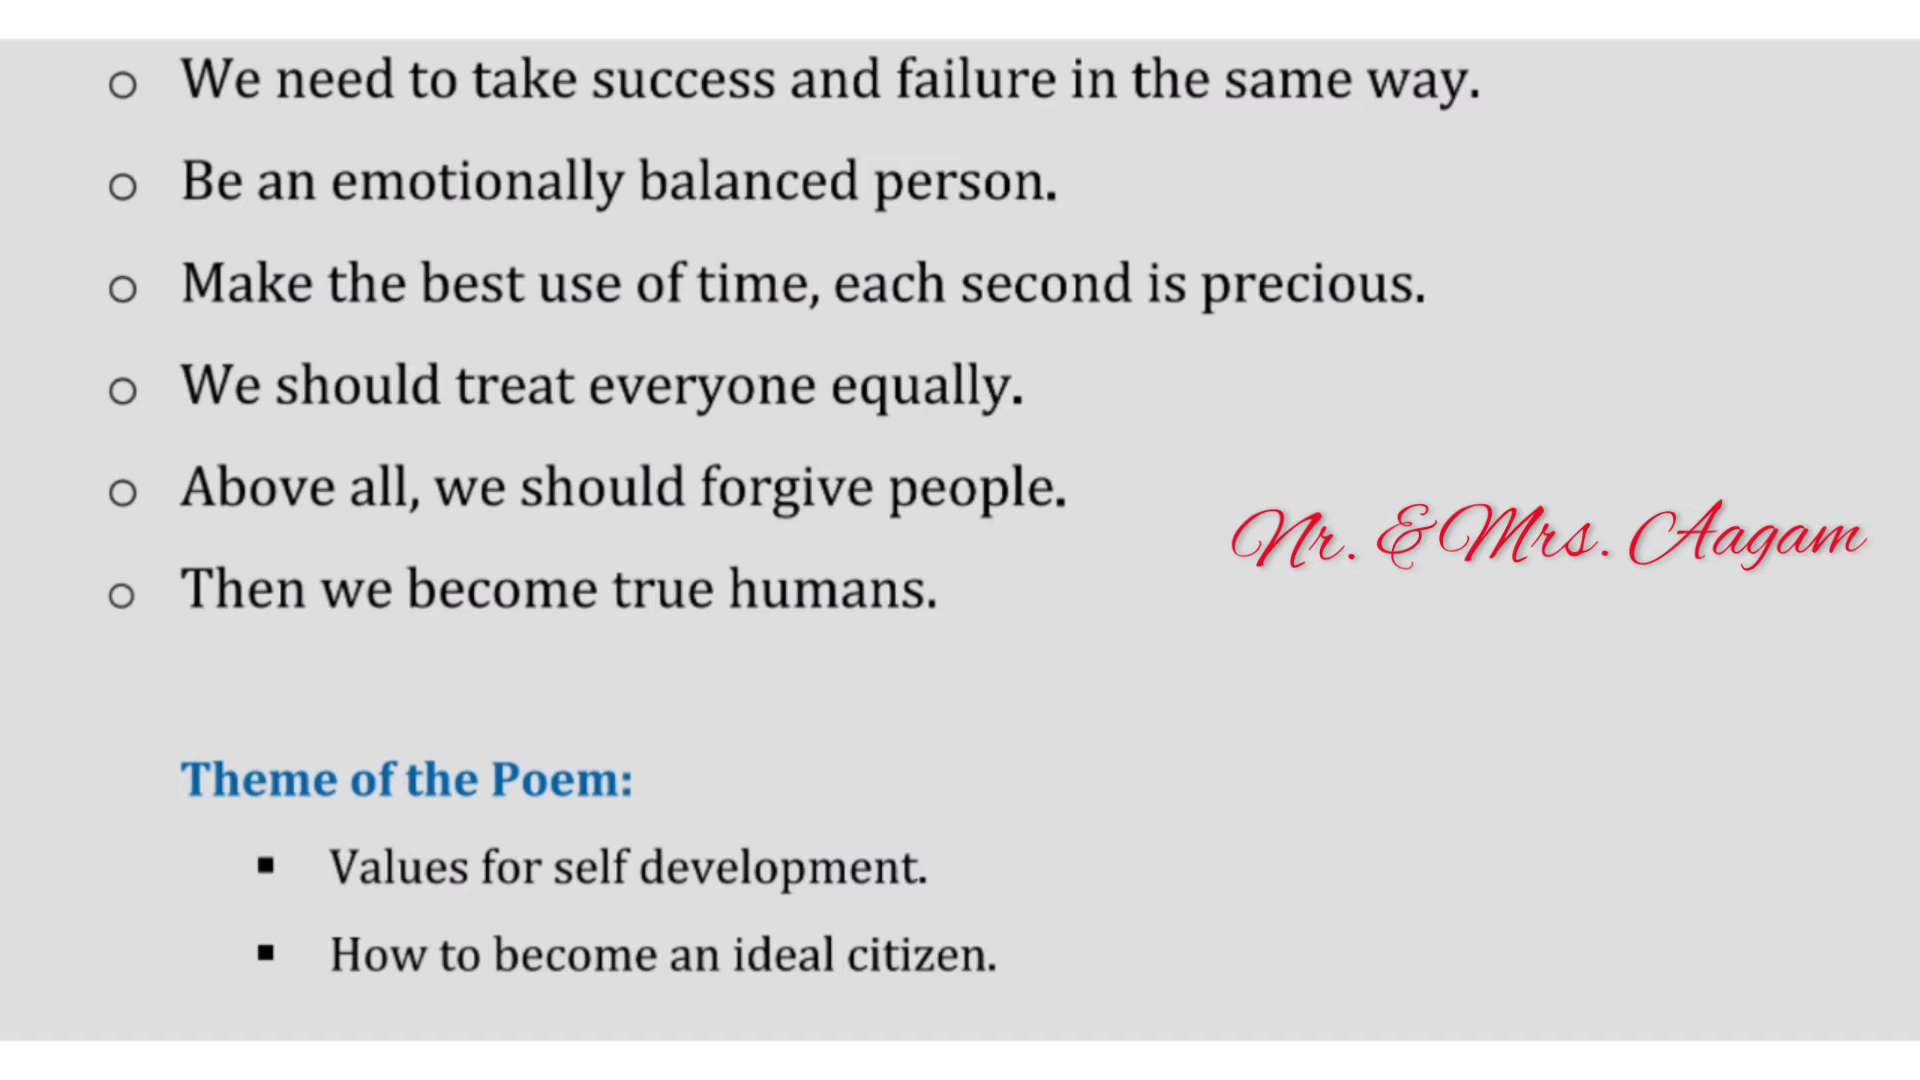 We need to take success and failure in the same way.
Be an emotionally balanced person.
Make the best use of time, each second is precious.
We should treat everyone equally.
Above all, we should forgive people.
Nr. & Mrs. Aagam
Then we become true humans.
Theme of the Poem:
Values for self development.
How to become an ideal citizen.